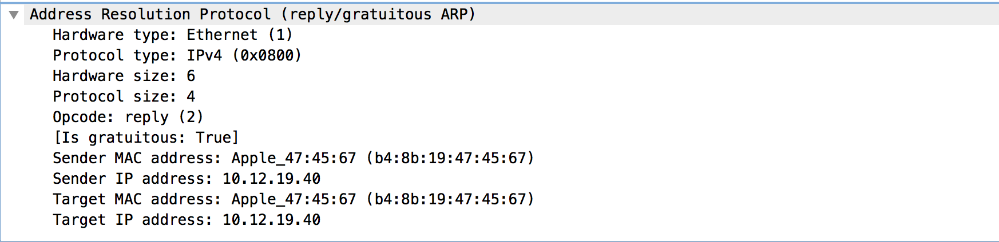 Address Resolution Protocol (reply/gratuitous ARP)
Hardware type: Ethernet (1)
Protocol type: IPv4 (0x0800)
Hardware size: 6
Protocol size: 4
Opcode: reply (2)
[Is gratuitous: True]
Sender MAC address: Apple_47:45:67 (b4:8b:19:47:45:67)
Sender IP address: 10.12.19.40
Target MAC address: Apple_47:45:67 (b4:8b:19:47:45:67)
Target IP address: 10.12.19.40